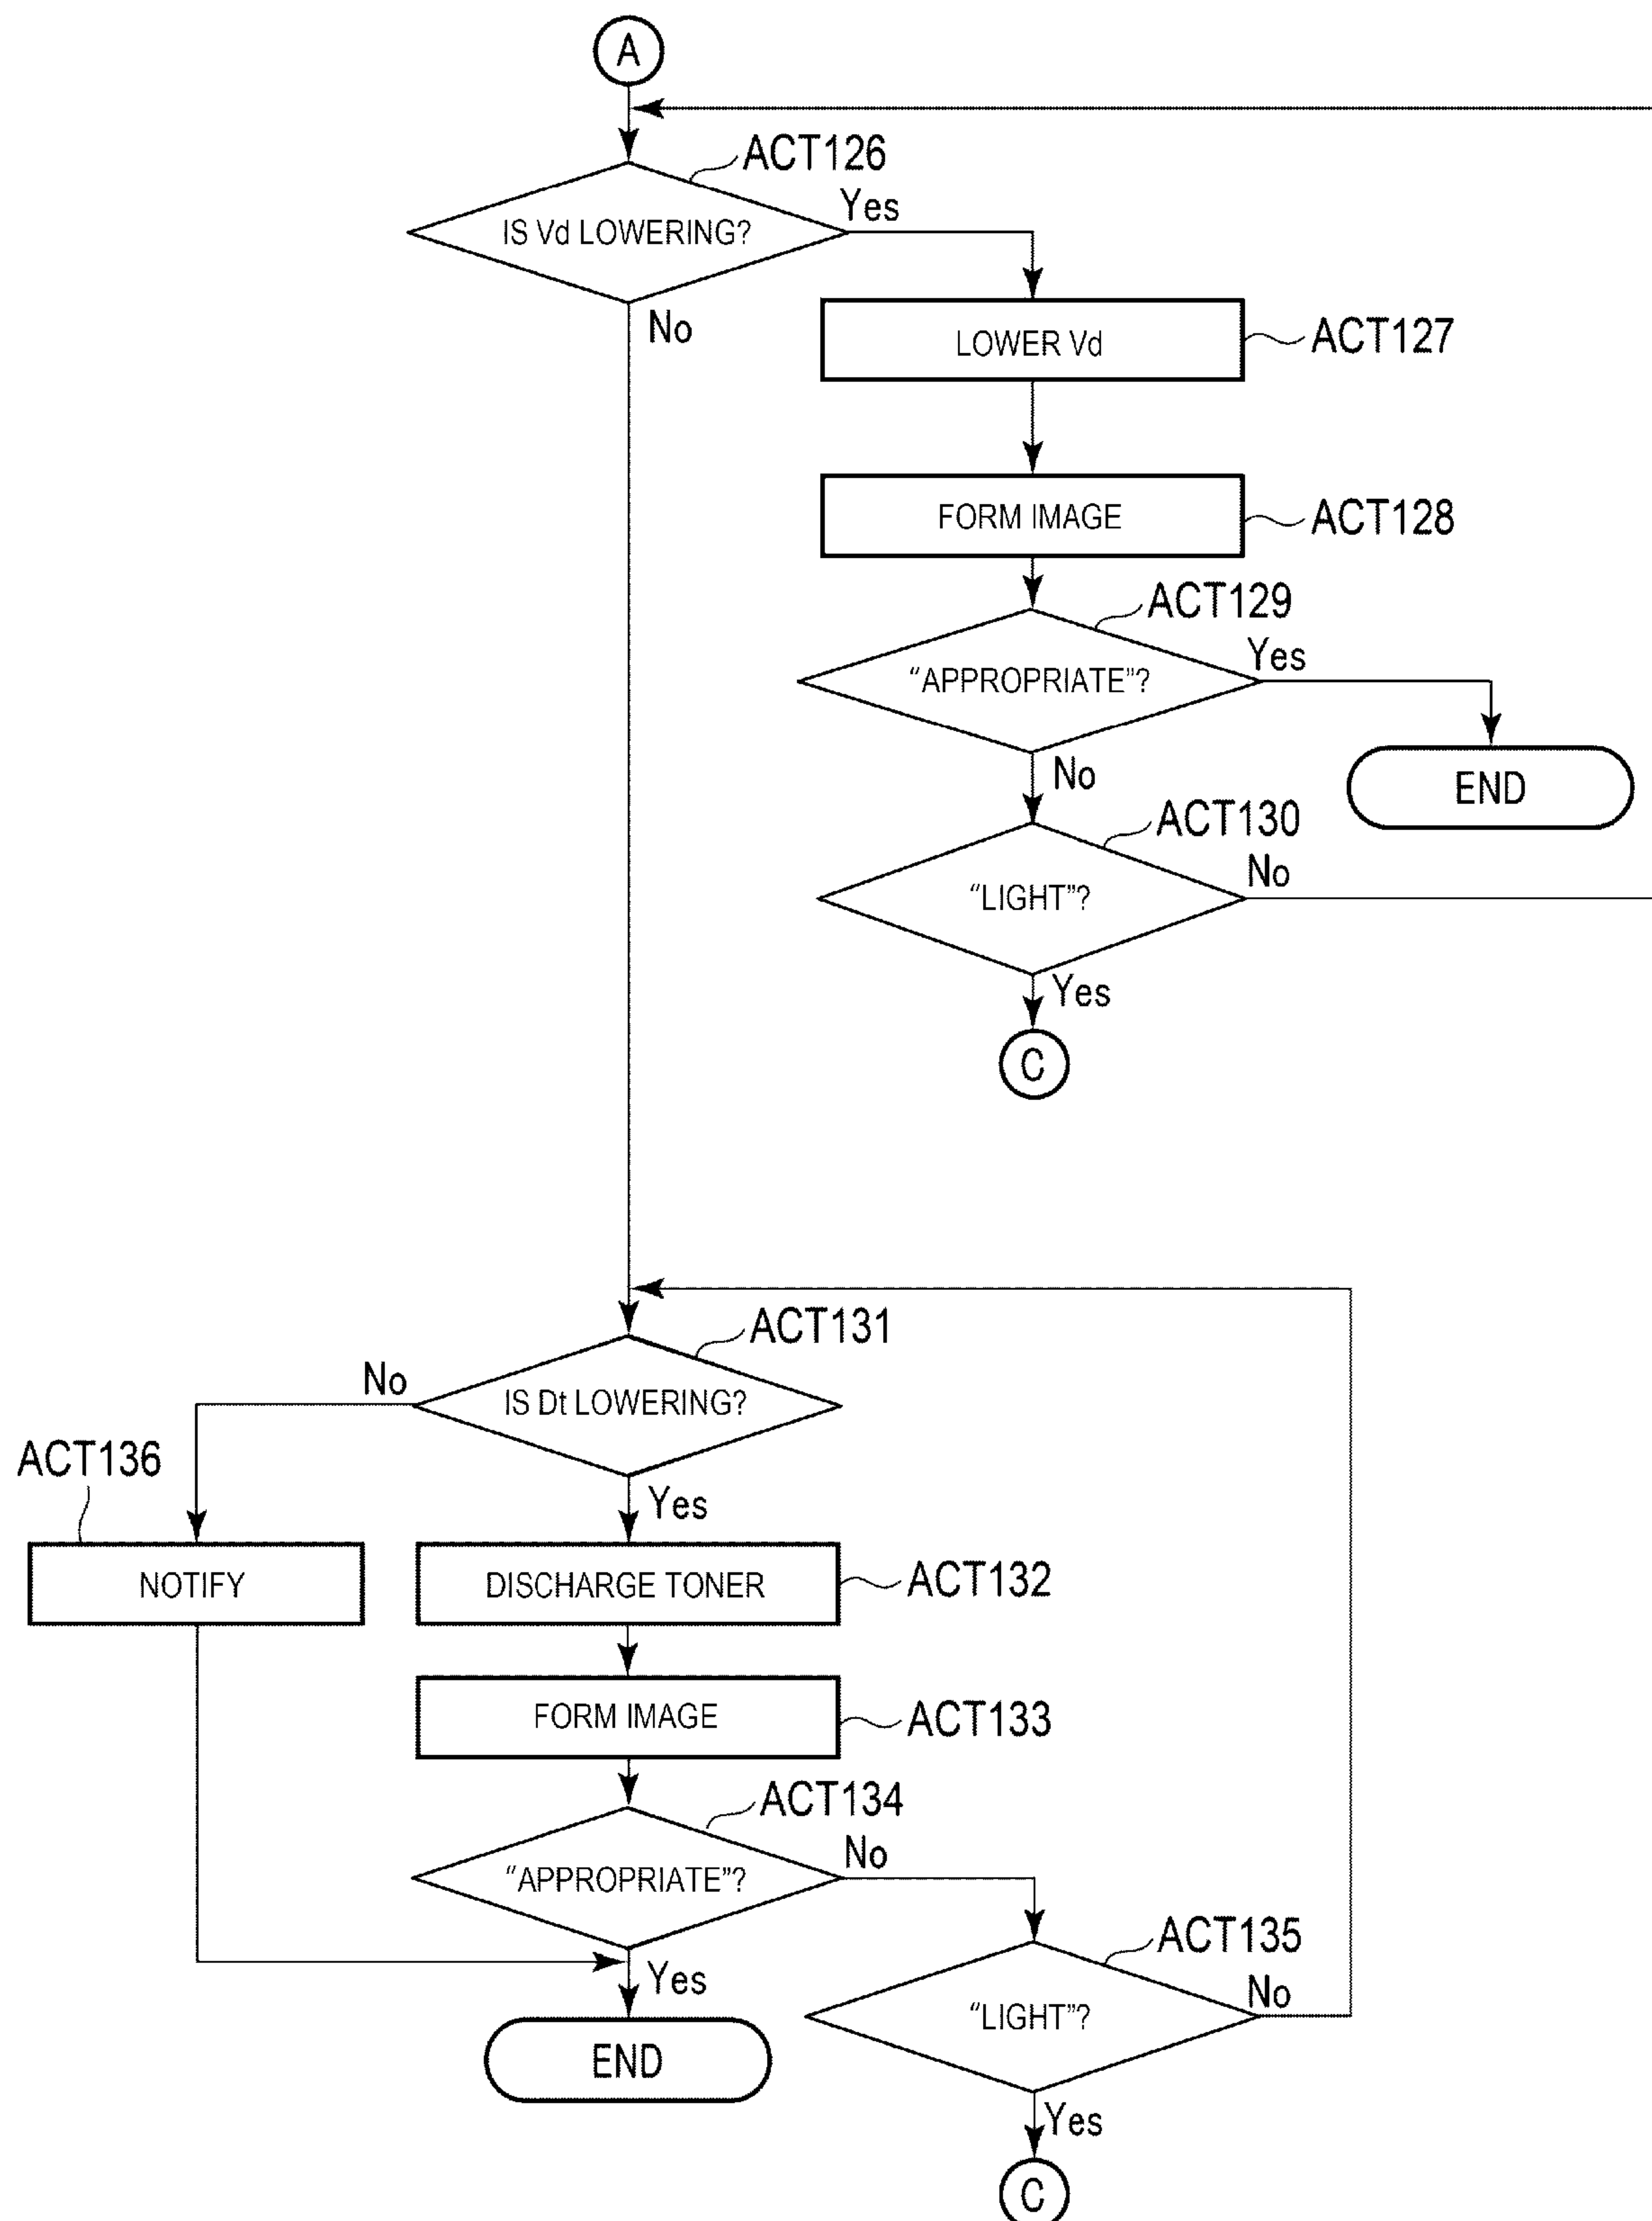 A
ACT126
IS Vd LOWERING?
Yes
No
LOWER Vd
ACT127
FORM IMAGE
ACT128
ACT129
“APPROPRIATE”?
Yes
No
END
ACT130
“LIGHT”?
No
Yes
C
ACT131
IS Dt LOWERING?
No
Yes
ACT136
NOTIFY
DISCHARGE TONER
ACT132
FORM IMAGE
ACT133
ACT134
“APPROPRIATE”?
No
Yes
END
ACT135
“LIGHT”?
No
Yes
C